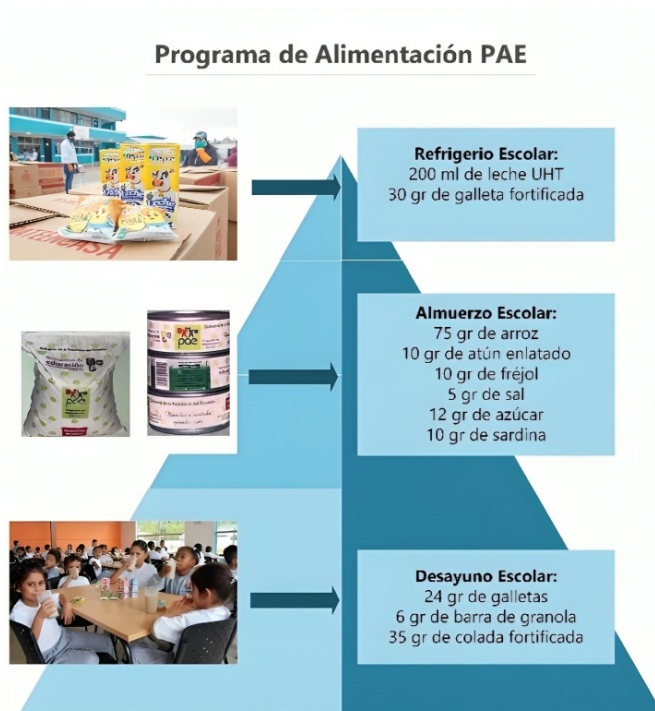 Programa de Alimentación PAE
Refrigerio Escolar:
200 ml de leche UHT
30 gr de galleta fortificada
Almuerzo Escolar:
75 gr de arroz
10 gr de atún enlatado
10 gr de fréjol
5 gr de sal
12 gr de azúcar
10 gr de sardina
pae
Desayuno Escolar:
24 gr de galletas
6 gr de barra de granola
35 gr de colada fortificada